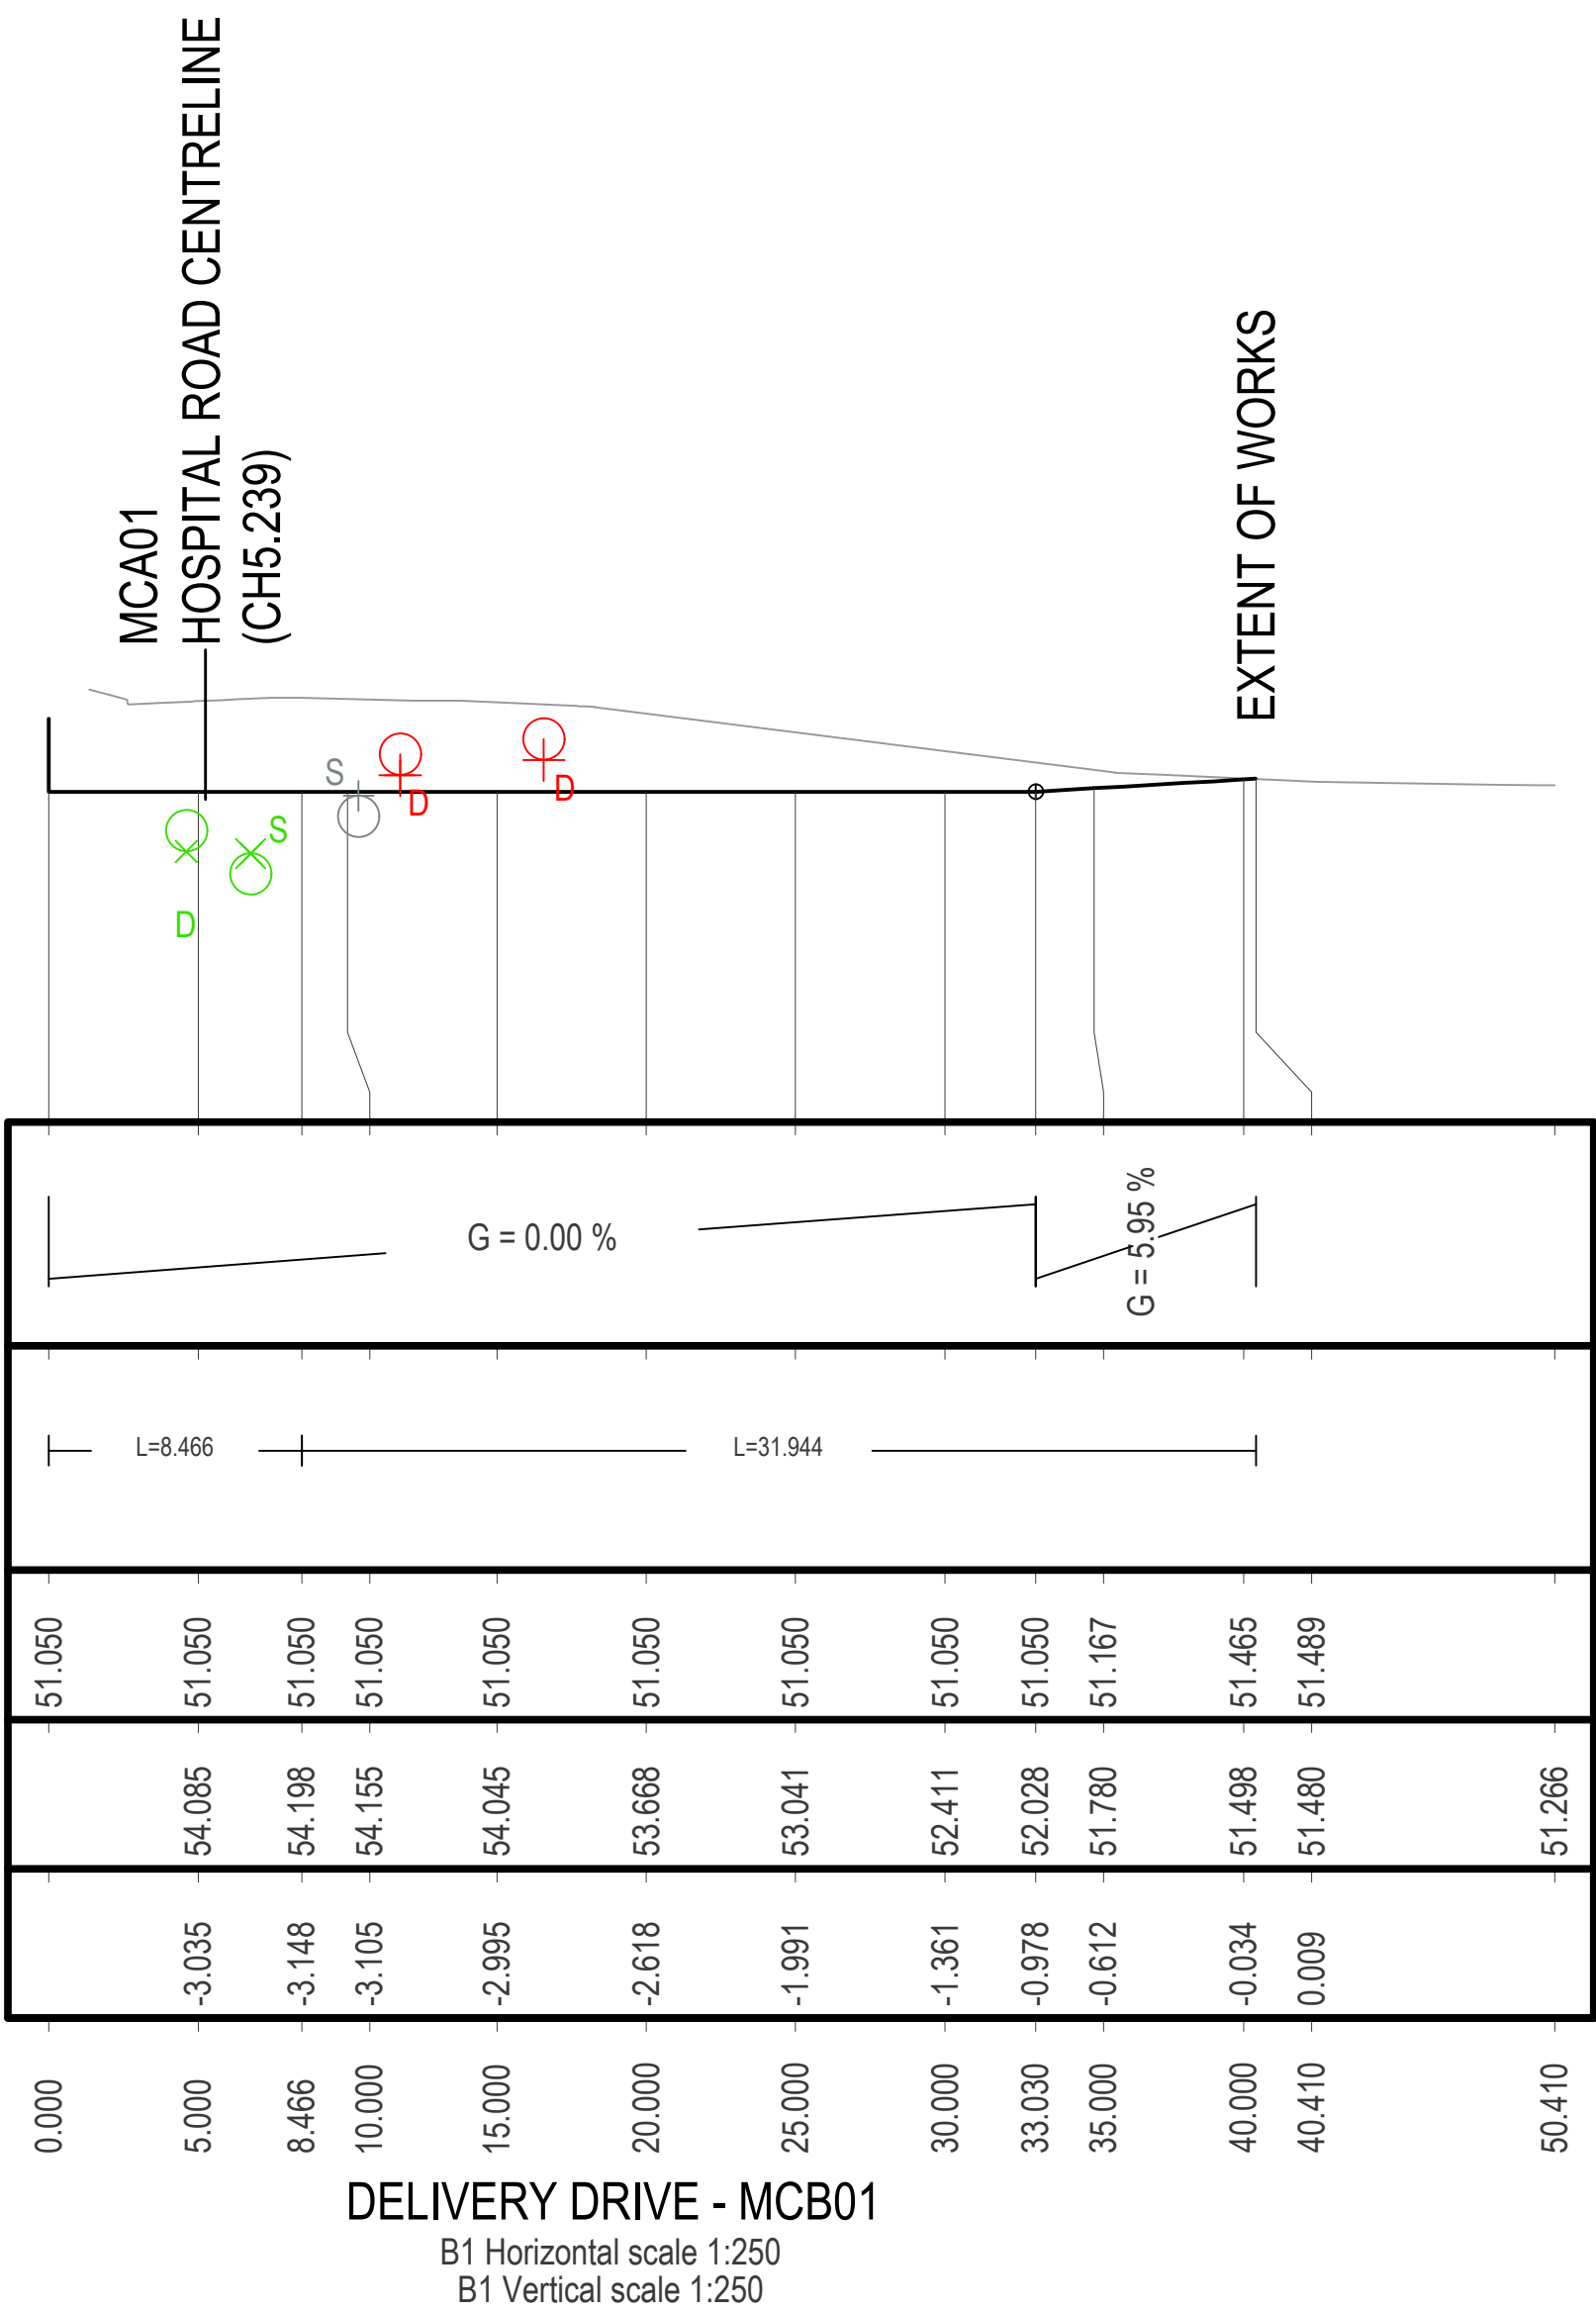 MCA01
HOSPITAL ROAD CENTRELINE
(CH5.239)
EXTENT OF WORKS
S
D
D
S
D
G = 0.00 %
G = 5.95 %
L=8.466
L=31.944
51.050 51.050 51.050 51.050 51.050 51.050 51.050 51.050 51.050 51.167 51.465 51.489
54.085 54.198 54.155 54.045 53.668 53.041 52.411 52.028 51.780 51.498 51.480 51.266
-3.035 -3.148 -3.105 -2.995 -2.618 -1.991 -1.361 -0.978 -0.612 -0.034 0.009
0.000 5.000 8.466 10.000 15.000 20.000 25.000 30.000 33.030 35.000 40.000 40.410 50.410
DELIVERY DRIVE - MCB01
B1 Horizontal scale 1:250
B1 Vertical scale 1:250